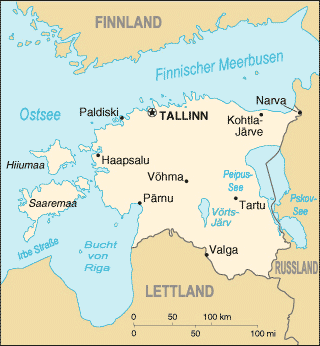 FINNLAND
Finnischer Meerbusen
Ostsee
Paldiski
TALLINN
Narva
Kohtla-
Järve
Hiiumaa
Haapsalu
Peipus-
See
Võhma
Saaremaa
Pärnu
Tartu
Pskov-
See
Võrts-
Järv
Irbe Straße
Bucht
von
Riga
Valga
RUSSLAND
LETTLAND
0 50 100 km
0 50 100 mi